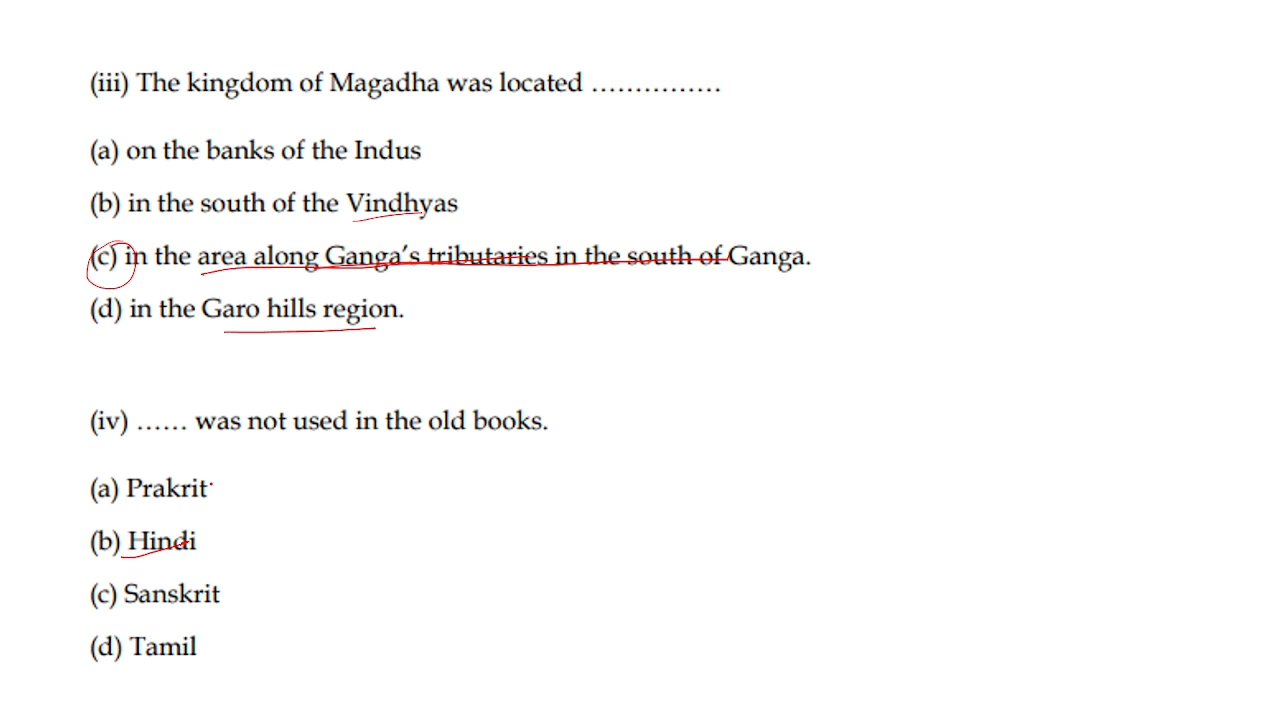 (iii) The kingdom of Magadha was located ……………
(a) on the banks of the Indus
(b) in the south of the Vindhyas
(c) in the area along Ganga’s tributaries in the south of Ganga.
(d) in the Garo hills region.
(iv) …… was not used in the old books.
(a) Prakrit
(b) Hindi
(c) Sanskrit
(d) Tamil